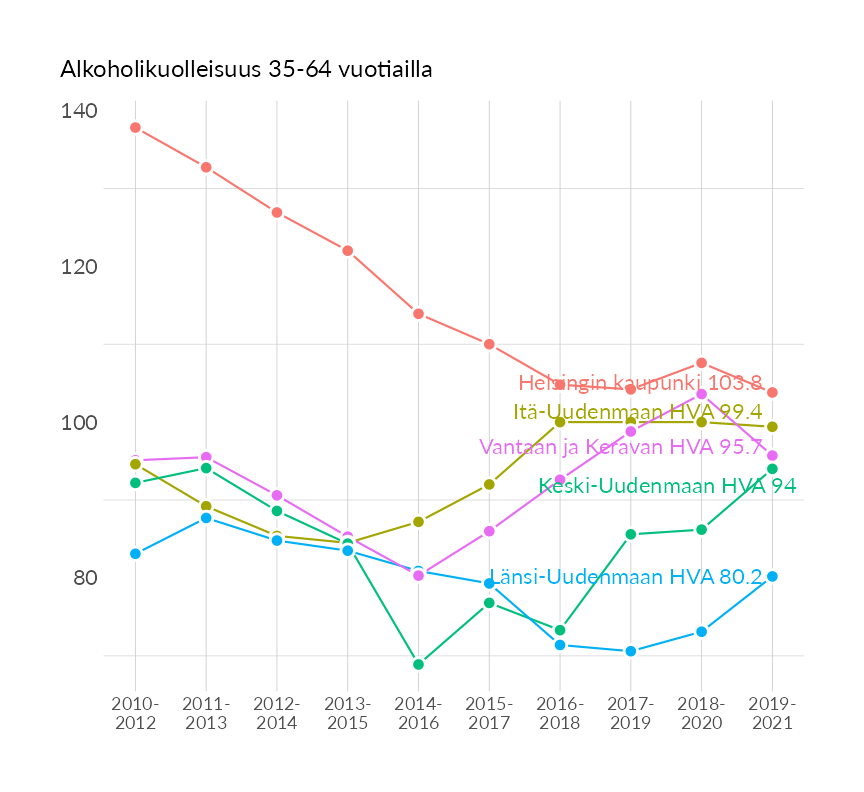 Alkoholikuolleisuus 35-64 vuotiailla
140
120
100
80
Helsingin kaupunki 103.8
Itä-Uudenmaan HVA 99.4
Vantaan ja Keravan HVA 95.7
Keski-Uudenmaan HVA 94
Länsi-Uudenmaan HVA 80.2
2010- 2011- 2012- 2013- 2014- 2015- 2016- 2017- 2018- 2019-
2012 2013 2014 2015 2016 2017 2018 2019 2020 2021